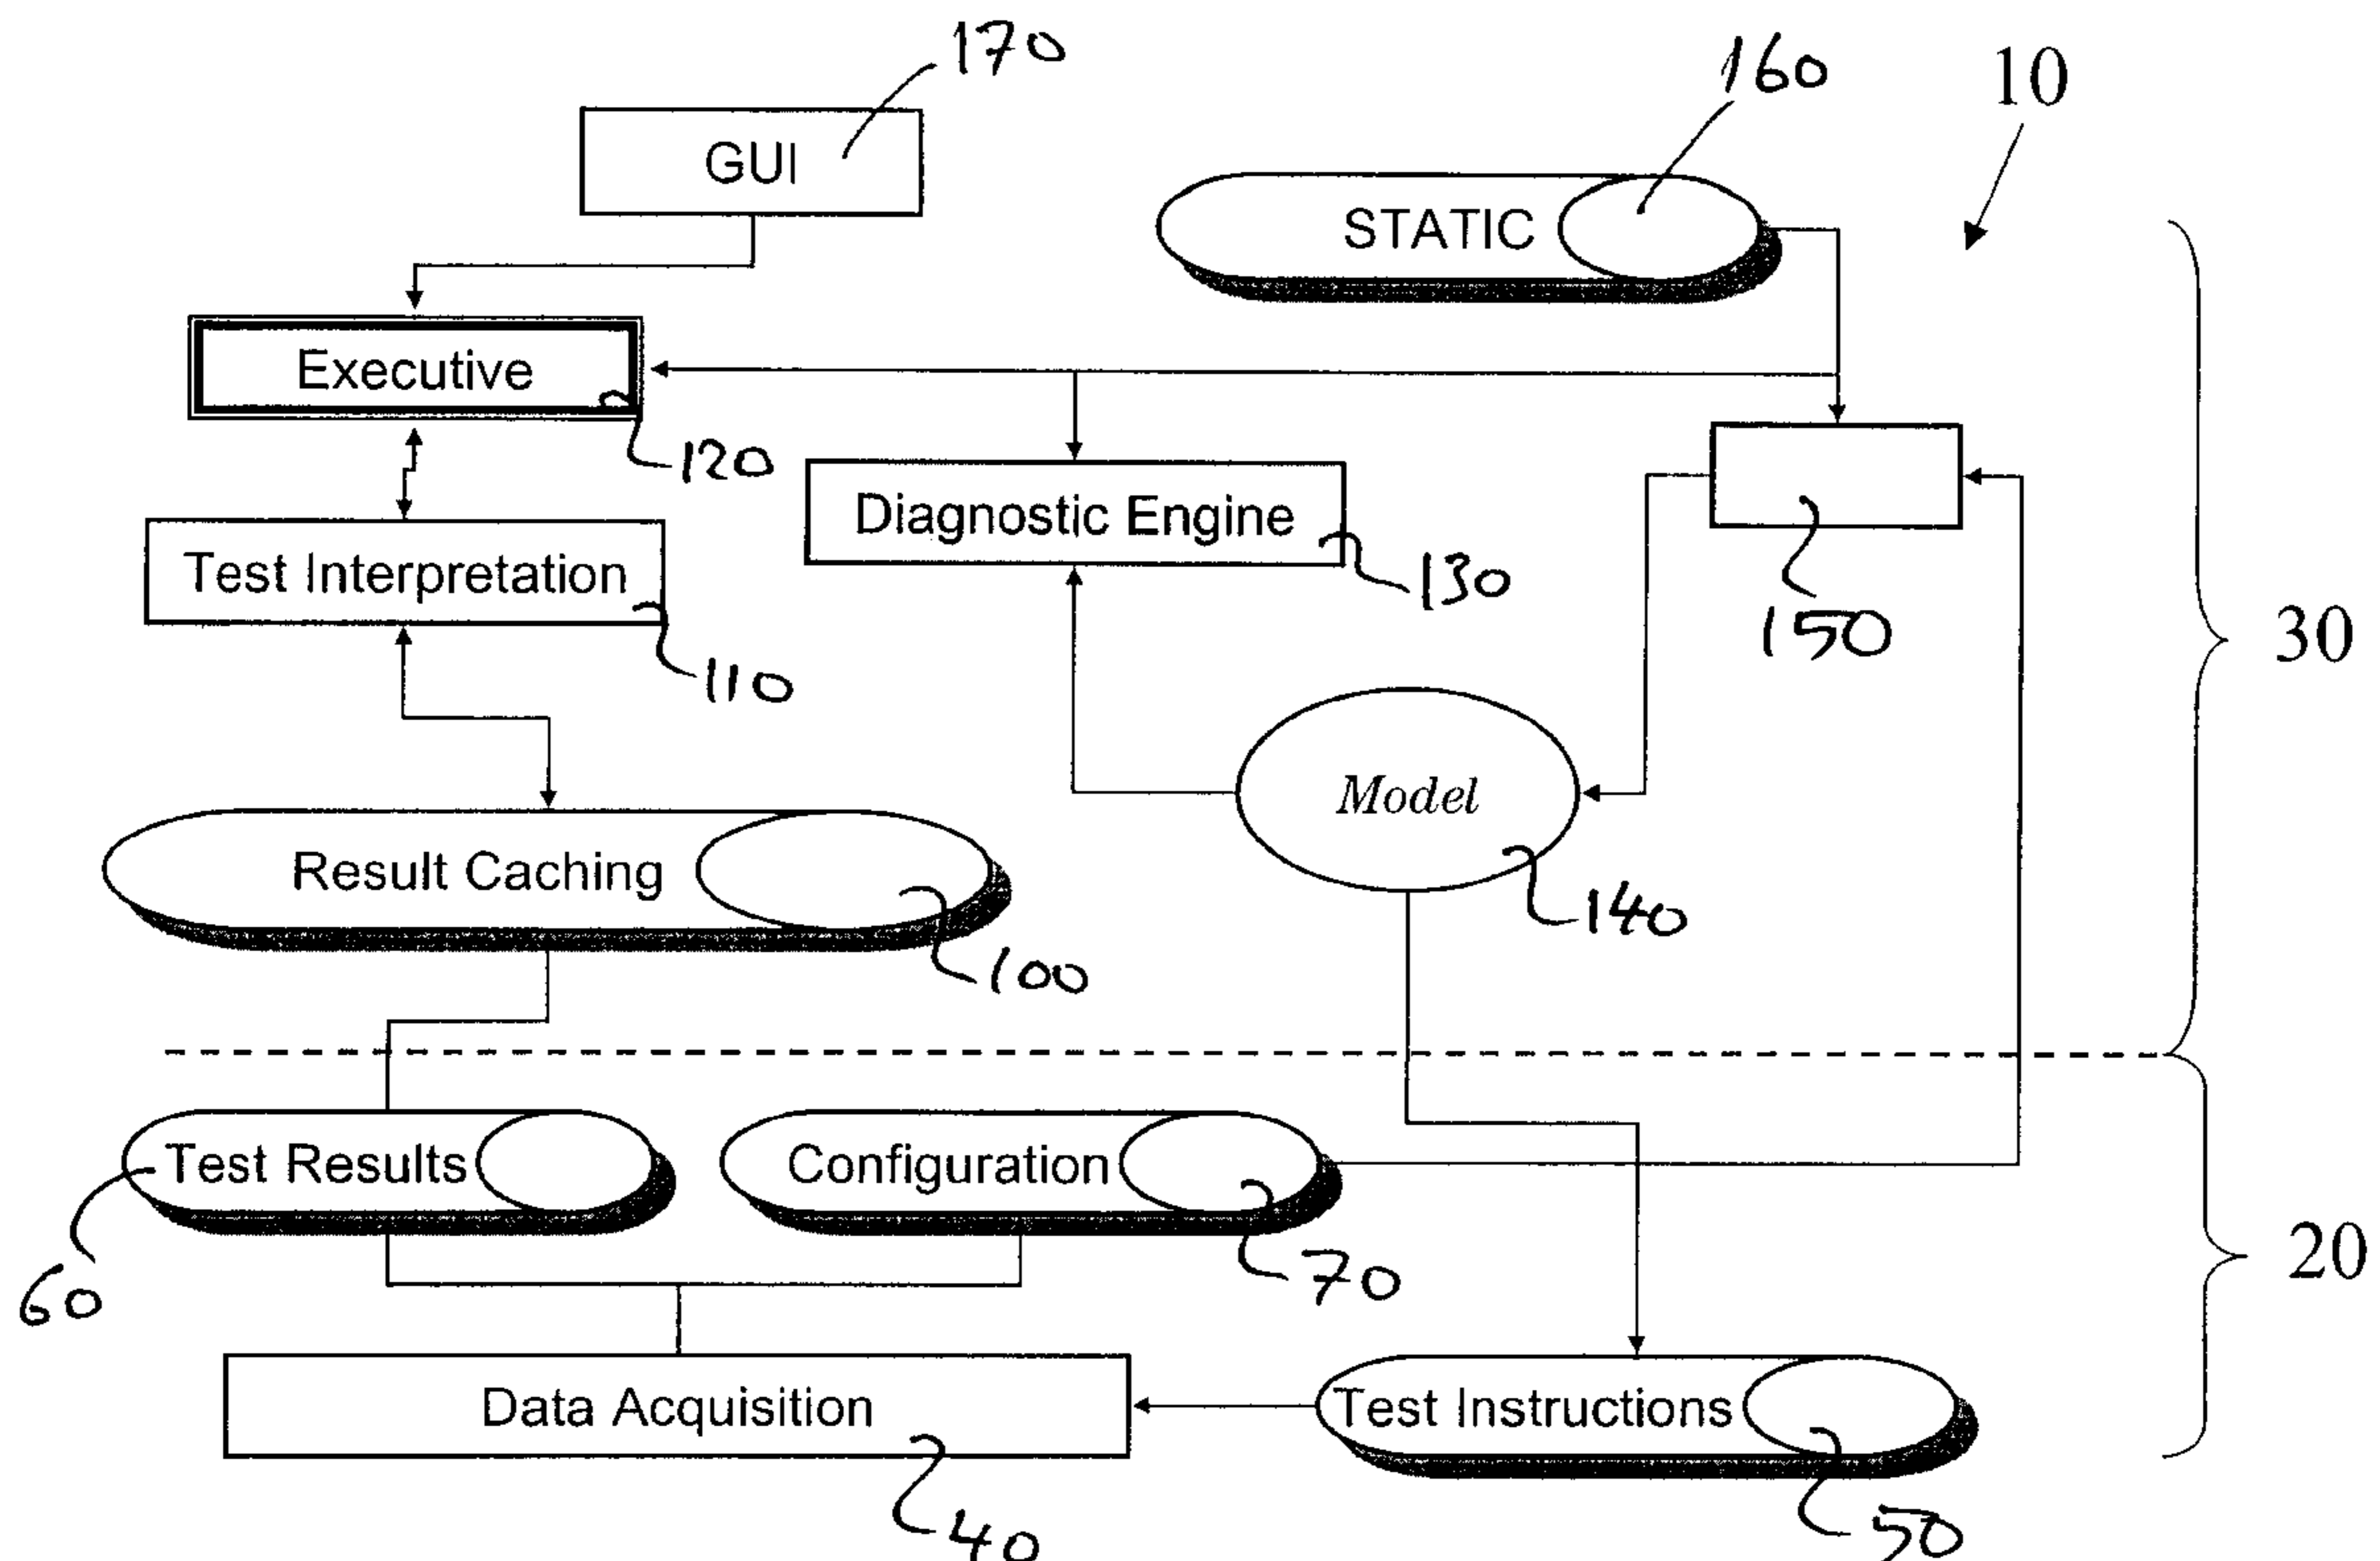 170
160
10
GUI
STATIC
Executive
120
Diagnostic Engine
130
Test Interpretation
110
150
30
Model
140
Result Caching
100
Test Results
60
Configuration
70
20
Data Acquisition
40
Test Instructions
50